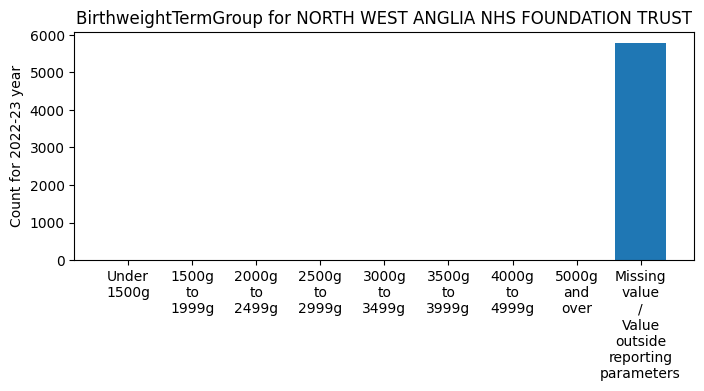 BirthweightTermGroup for NORTH WEST ANGLIA NHS FOUNDATION TRUST
Count for 2022-23 year
6000
5000
4000
3000
2000
1000
0
Under
1500g
1500g
to
1999g
2000g
to
2499g
2500g
to
2999g
3000g
to
3499g
3500g
to
3999g
4000g
to
4999g
5000g
and
over
Missing
value
/
Value
outside
reporting
parameters